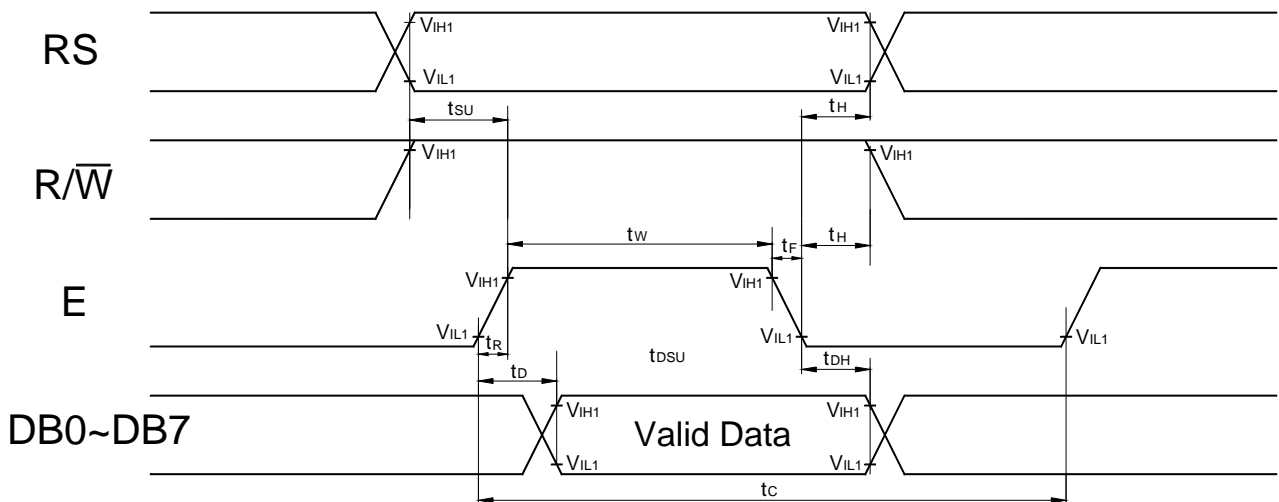 RS
VIH1
VIL1
VIH1
VIL1
tSU
tH
R/W̅
VIH1
VIH1
tW
tF
tH
E
VIH1
VIL1
tR
VIH1
VIL1
VIL1
tD
tDSU
tDH
DB0~DB7
VIH1
VIL1
Valid Data
VIH1
VIL1
tC